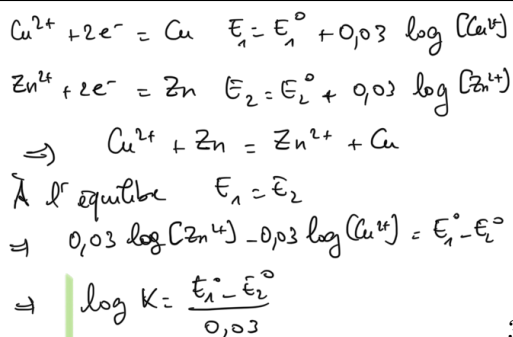 Cu²⁺ + 2e⁻ = Cu E₁ = E₁° + 0,03 log [Cu²⁺]
Zn²⁺ + 2e⁻ = Zn E₂ = E₂° + 0,03 log [Zn²⁺]
⇒ Cu²⁺ + Zn = Zn²⁺ + Cu
À l'équilibe E₁ = E₂
⇒ 0,03 log [Zn²⁺] - 0,03 log [Cu²⁺] = E₁° - E₂°
⇒ log K = (E₁° - E₂°) / 0,03